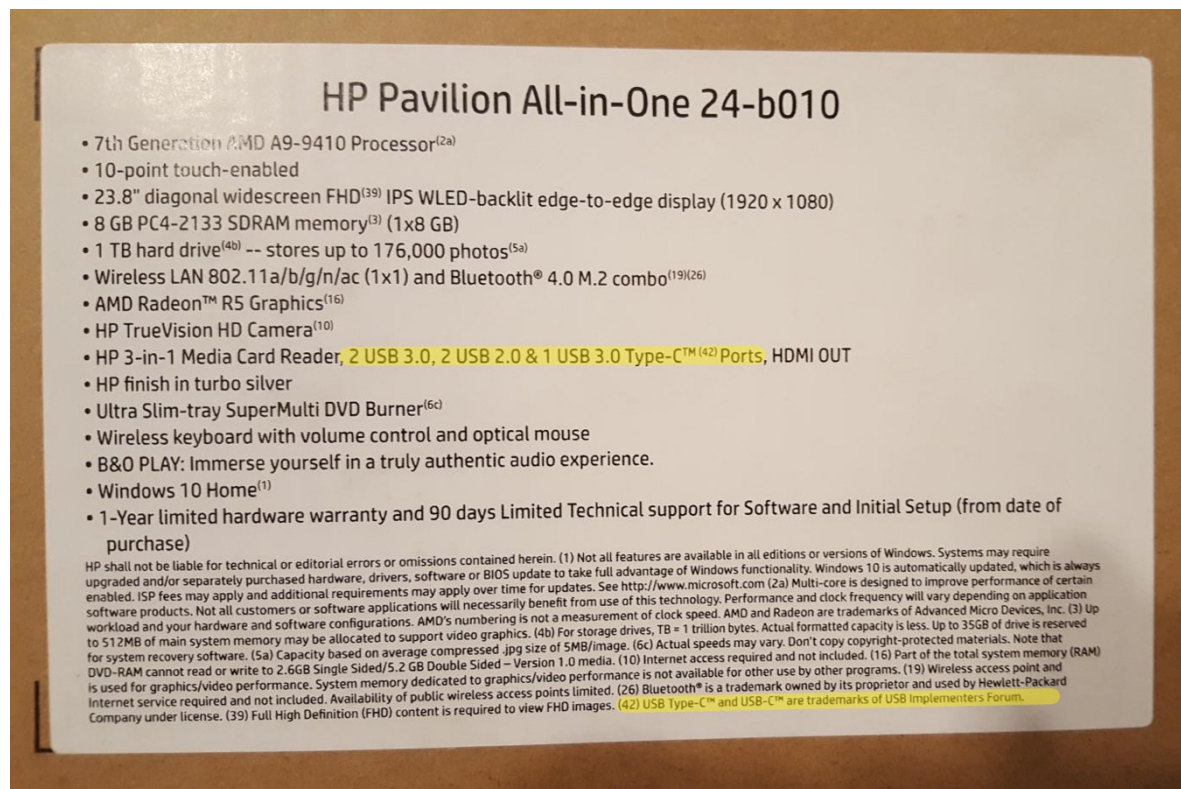 HP Pavilion All-in-One 24-b010
• 7th Generation AMD A9-9410 Processor(2a)
• 10-point touch-enabled
• 23.8" diagonal widescreen FHD(39) IPS WLED-backlit edge-to-edge display (1920 x 1080)
• 8 GB PC4-2133 SDRAM memory(3) (1x8 GB)
• 1 TB hard drive(4b) -- stores up to 176,000 photos(5a)
• Wireless LAN 802.11a/b/g/n/ac (1x1) and Bluetooth® 4.0 M.2 combo(19)(26)
• AMD Radeon™ R5 Graphics(16)
• HP TrueVision HD Camera(10)
• HP 3-in-1 Media Card Reader, 2 USB 3.0, 2 USB 2.0 & 1 USB 3.0 Type-C™(42) Ports, HDMI OUT
• HP finish in turbo silver
• Ultra Slim-tray SuperMulti DVD Burner(6c)
• Wireless keyboard with volume control and optical mouse
• B&O PLAY: Immerse yourself in a truly authentic audio experience.
• Windows 10 Home(1)
• 1-Year limited hardware warranty and 90 days Limited Technical support for Software and Initial Setup (from date of
purchase)
HP shall not be liable for technical or editorial errors or omissions contained herein. (1) Not all features are available in all editions or versions of Windows. Systems may require
upgraded and/or separately purchased hardware, drivers, software or BIOS update to take full advantage of Windows functionality. Windows 10 is automatically updated, which is always
enabled. ISP fees may apply and additional requirements may apply over time for updates. See http://www.microsoft.com (2a) Multi-core is designed to improve performance of certain
software products. Not all customers or software applications will necessarily benefit from use of this technology. Performance and clock frequency will vary depending on application
workload and your hardware and software configurations. AMD's numbering is not a measurement of clock speed. AMD and Radeon are trademarks of Advanced Micro Devices, Inc. (3) Up
to 512MB of main system memory may be allocated to support video graphics. (4b) For storage drives, TB = 1 trillion bytes. Actual formatted capacity is less. Up to 35GB of drive is reserved
for system recovery software. (5a) Capacity based on average compressed .jpg size of 5MB/image. (6c) Actual speeds may vary. Don't copy copyright-protected materials. Note that
DVD-RAM cannot read or write to 2.6GB Single Sided/5.2 GB Double Sided – Version 1.0 media. (10) Internet access required and not included. (16) Part of the total system memory (RAM)
is used for graphics/video performance. System memory dedicated to graphics/video performance is not available for other use by other programs. (19) Wireless access point and
Internet service required and not included. Availability of public wireless access points limited. (26) Bluetooth® is a trademark owned by its proprietor and used by Hewlett-Packard
Company under license. (39) Full High Definition (FHD) content is required to view FHD images. (42) USB Type-C™ and USB-C™ are trademarks of USB Implementers Forum.